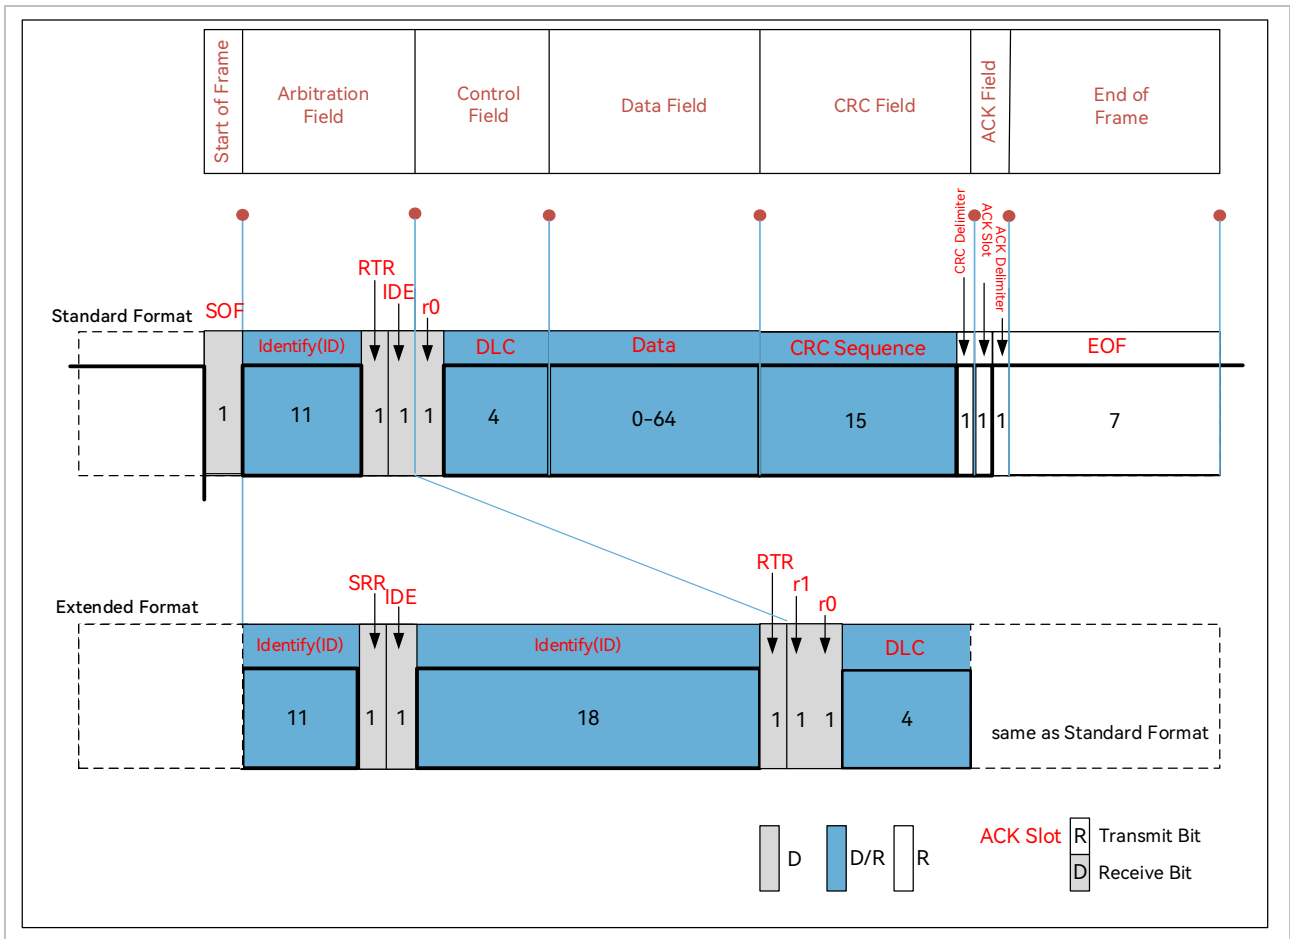 Start of Frame
Arbitration
Field
Control
Field
Data Field
CRC Field
ACK Field
End of
Frame
CRC Delimiter
ACK Slot
ACK Delimiter
RTR
IDE
r0
SOF
Standard Format
Identify(ID)
DLC
Data
CRC Sequence
EOF
1
11
1
1
1
4
0-64
15
1
1
1
7
RTR
r1
r0
SRR
IDE
Extended Format
Identify(ID)
Identify(ID)
DLC
11
1
1
18
1
1
1
4
same as Standard Format
D
D/R
R
ACK Slot
R
Transmit Bit
D
Receive Bit